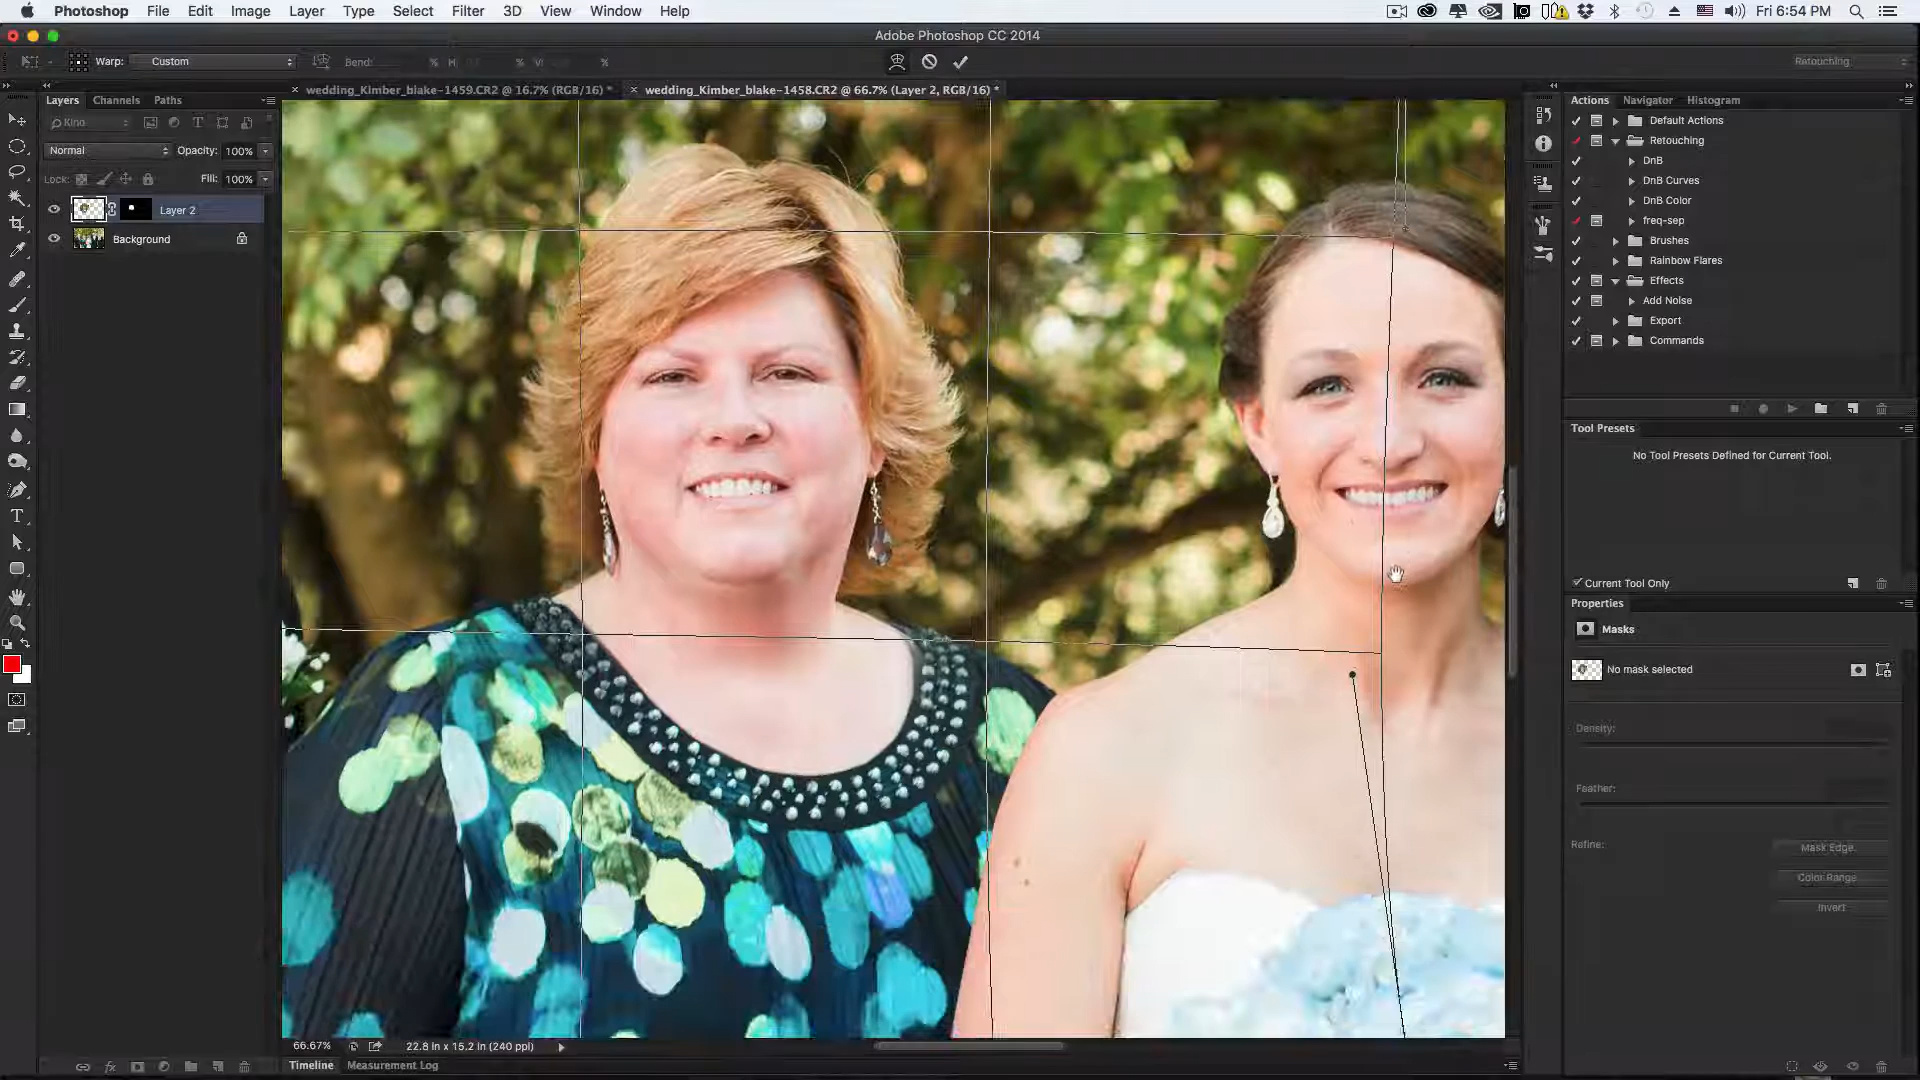 Photoshop File Edit Image Layer Type Select Filter 3D View Window Help Fri 6:54 PM
Adobe Photoshop CC 2014
Warp: Custom Bend: % H: % V: % Retouching
Layers Channels Paths
wedding_Kimber_blake-1459.CR2 @ 16.7% (RGB/16) *
wedding_Kimber_blake-1458.CR2 @ 66.7% (Layer 2, RGB/16) *
Actions Navigator Histogram
Kind
Normal Opacity: 100%
Lock: Fill: 100%
Layer 2
Background
Default Actions
Retouching
DnB
DnB Curves
DnB Color
freq-sep
Brushes
Rainbow Flares
Effects
Add Noise
Export
Commands
Tool Presets
No Tool Presets Defined for Current Tool.
Current Tool Only
Properties
Masks
No mask selected
Density:
Feather:
Refine: Mask Edge..
Color Range..
Invert
66.67% 22.8 in x 15.2 in (240 ppi)
Timeline Measurement Log